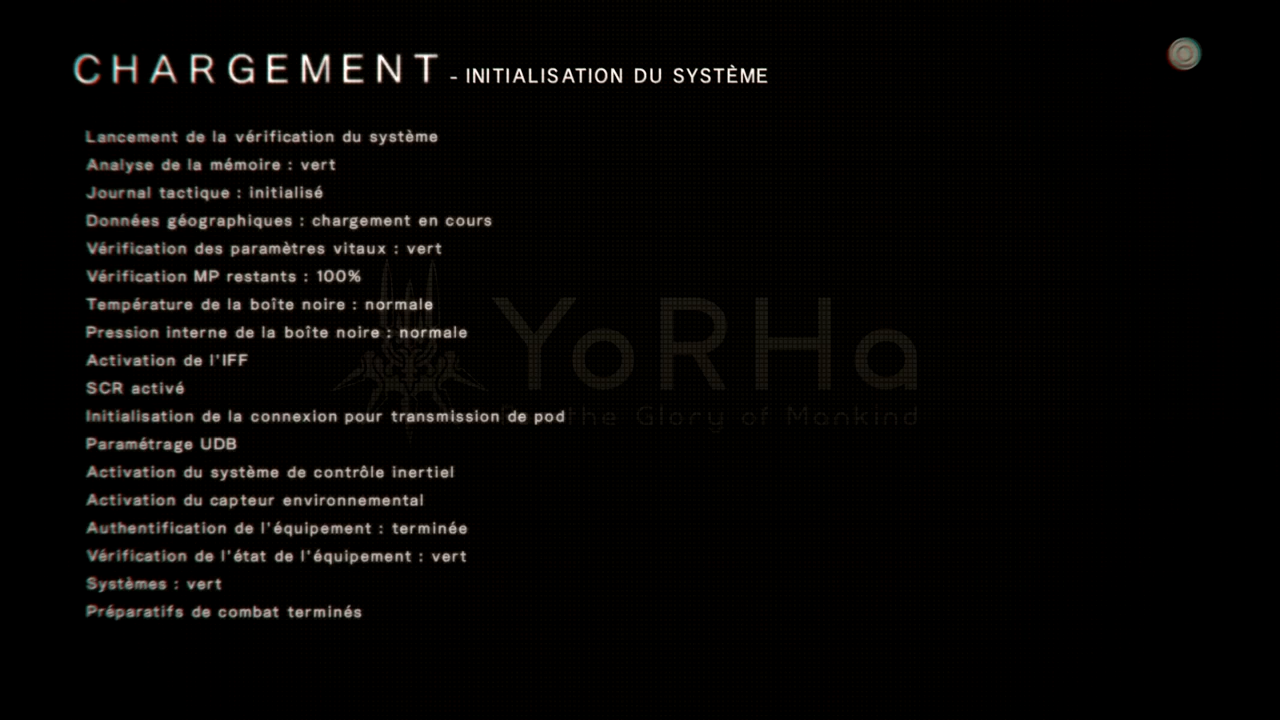 CHARGEMENT - INITIALISATION DU SYSTÈME
Lancement de la vérification du système
Analyse de la mémoire : vert
Journal tactique : initialisé
Données géographiques : chargement en cours
Vérification des paramètres vitaux : vert
Vérification MP restants : 100%
Température de la boîte noire : normale
Pression interne de la boîte noire : normale
Activation de l'IFF
SCR activé
Initialisation de la connexion pour transmission de pod
Paramétrage UDB
Activation du système de contrôle inertiel
Activation du capteur environnemental
Authentification de l'équipement : terminée
Vérification de l'état de l'équipement : vert
Systèmes : vert
Préparatifs de combat terminés
YoRHa
the Glory of Mankind